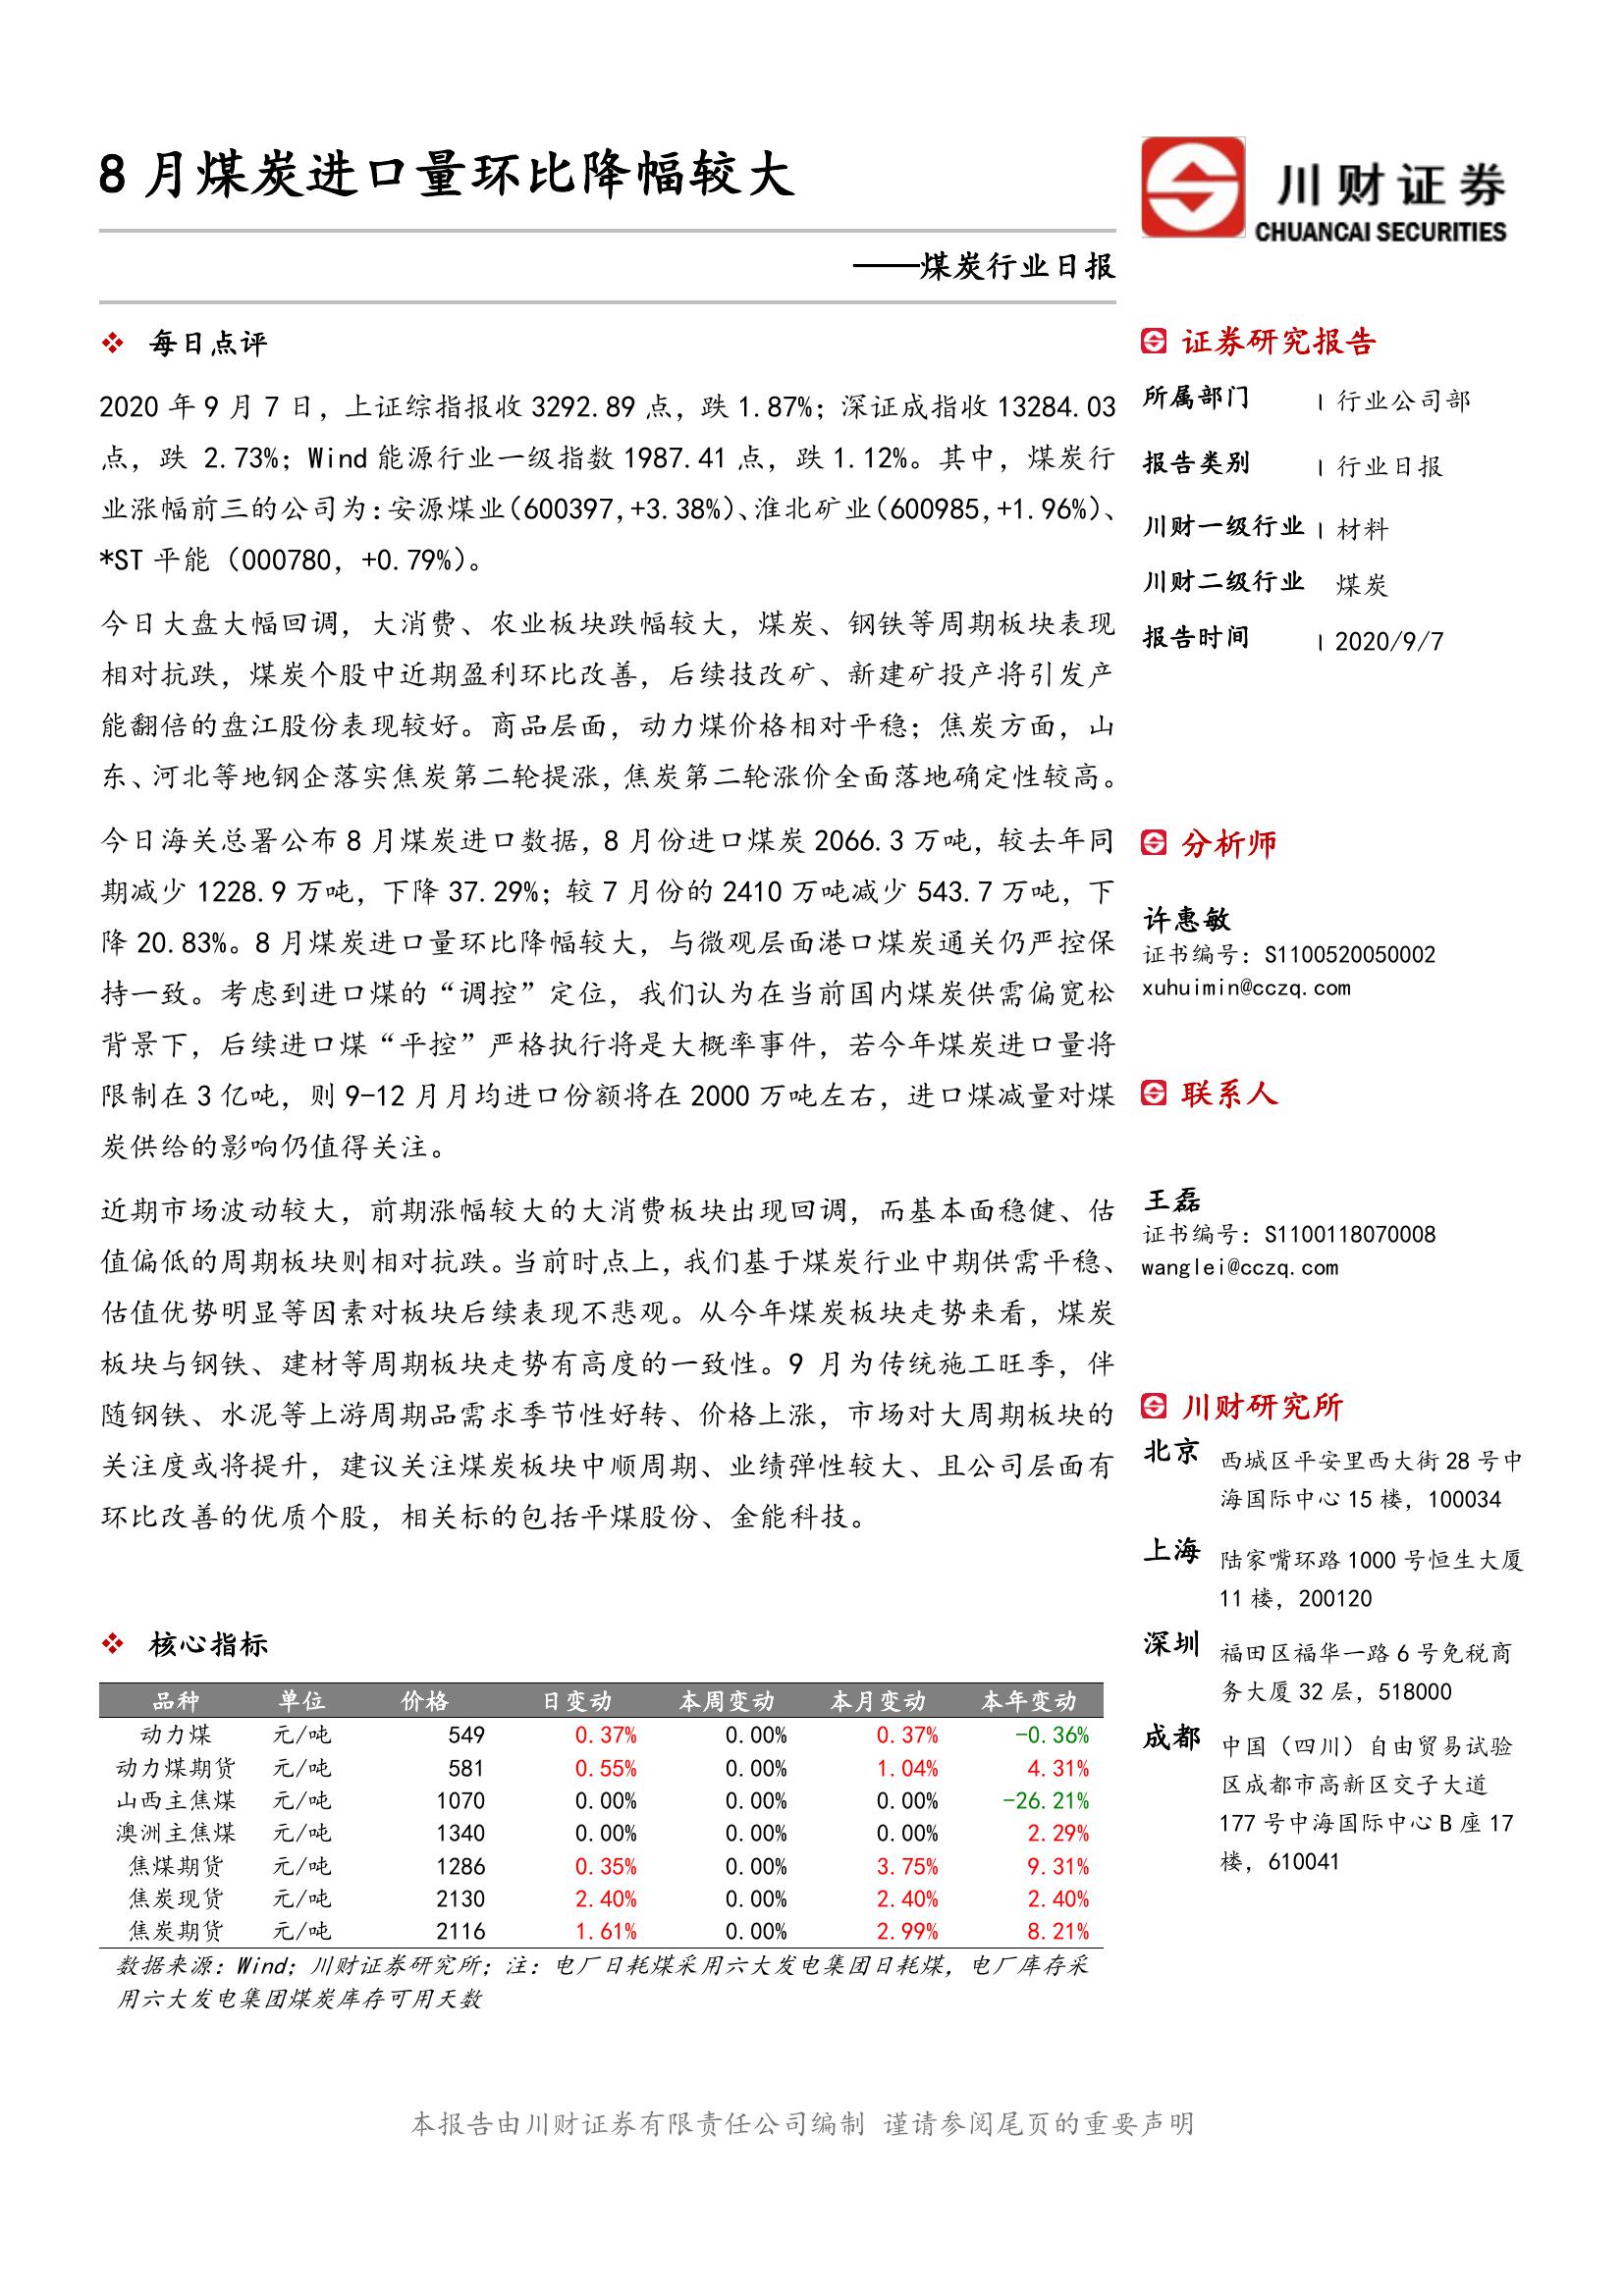 8 月煤炭进口量环比降幅较大
——煤炭行业日报
川财证券
CHUANCAI SECURITIES
每日点评
2020 年 9 月 7 日，上证综指报收 3292.89 点，跌 1.87%；深证成指收 13284.03
点，跌 2.73%；Wind 能源行业一级指数 1987.41 点，跌 1.12%。其中，煤炭行
业涨幅前三的公司为：安源煤业（600397,+3.38%）、淮北矿业（600985,+1.96%）、
*ST 平能（000780, +0.79%）。
今日大盘大幅回调，大消费、农业板块跌幅较大，煤炭、钢铁等周期板块表现
相对抗跌，煤炭个股中近期盈利环比改善，后续技改矿、新建矿投产将引发产
能翻倍的盘江股份表现较好。商品层面，动力煤价格相对平稳；焦炭方面，山
东、河北等地钢企落实焦炭第二轮提涨，焦炭第二轮涨价全面落地确定性较高。
今日海关总署公布 8 月煤炭进口数据，8 月份进口煤炭 2066.3 万吨，较去年同
期减少 1228.9 万吨，下降 37.29%；较 7 月份的 2410 万吨减少 543.7 万吨，下
降 20.83%。8 月煤炭进口量环比降幅较大，与微观层面港口煤炭通关仍严控保
持一致。考虑到进口煤的“调控”定位，我们认为在当前国内煤炭供需偏宽松
背景下，后续进口煤“平控”严格执行将是大概率事件，若今年煤炭进口量将
限制在 3 亿吨，则 9-12 月月均进口份额将在 2000 万吨左右，进口煤减量对煤
炭供给的影响仍值得关注。
近期市场波动较大，前期涨幅较大的大消费板块出现回调，而基本面稳健、估
值偏低的周期板块则相对抗跌。当前时点上，我们基于煤炭行业中期供需平稳、
估值优势明显等因素对板块后续表现不悲观。从今年煤炭板块走势来看，煤炭
板块与钢铁、建材等周期板块走势有高度的一致性。9 月为传统施工旺季，伴
随钢铁、水泥等上游周期品需求季节性好转、价格上涨，市场对大周期板块的
关注度或将提升，建议关注煤炭板块中顺周期、业绩弹性较大、且公司层面有
环比改善的优质个股，相关标的包括平煤股份、金能科技。
核心指标
品种 单位 价格 日变动 本周变动 本月变动 本年变动
动力煤 元/吨 549 0.37% 0.00% 0.37% -0.36%
动力煤期货 元/吨 581 0.55% 0.00% 1.04% 4.31%
山西主焦煤 元/吨 1070 0.00% 0.00% 0.00% -26.21%
澳洲主焦煤 元/吨 1340 0.00% 0.00% 0.00% 2.29%
焦煤期货 元/吨 1286 0.35% 0.00% 3.75% 9.31%
焦炭现货 元/吨 2130 2.40% 0.00% 2.40% 2.40%
焦炭期货 元/吨 2116 1.61% 0.00% 2.99% 8.21%
数据来源：Wind；川财证券研究所；注：电厂日耗煤采用六大发电集团日耗煤，电厂库存采
用六大发电集团煤炭库存可用天数
证券研究报告
所属部门 | 行业公司部
报告类别 | 行业日报
川财一级行业 | 材料
川财二级行业 煤炭
报告时间 | 2020/9/7
分析师
许惠敏
证书编号：S1100520050002
xuhuimin@cczq.com
联系人
王磊
证书编号：S1100118070008
wanglei@cczq.com
川财研究所
北京 西城区平安里西大街 28 号中
海国际中心 15 楼，100034
上海 陆家嘴环路 1000 号恒生大厦
11 楼，200120
深圳 福田区福华一路 6 号免税商
务大厦 32 层，518000
成都 中国（四川）自由贸易试验
区成都市高新区交子大道
177 号中海国际中心 B 座 17
楼，610041
本报告由川财证券有限责任公司编制 谨请参阅尾页的重要声明